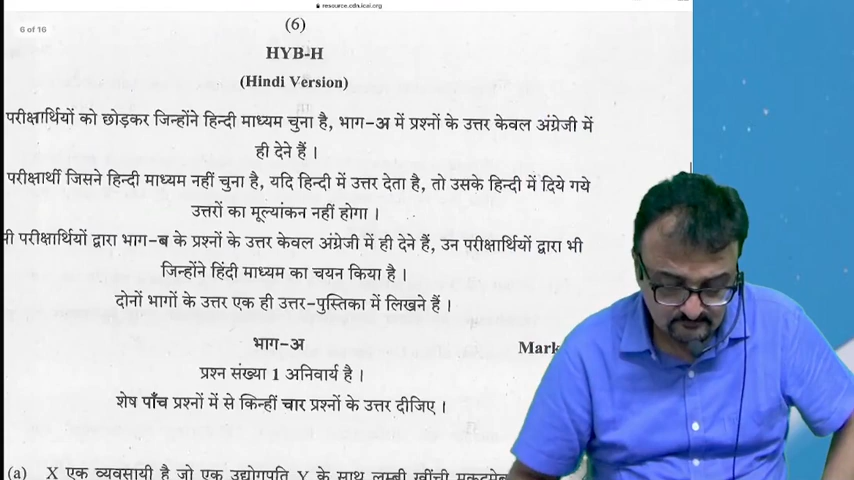 resource.cdn.icai.org
6 of 16
(6)
HYB-H
(Hindi Version)
परीक्षार्थियों को छोड़कर जिन्होंने हिन्दी माध्यम चुना है, भाग-अ में प्रश्नों के उत्तर केवल अंग्रेजी में
ही देने हैं ।
परीक्षार्थी जिसने हिन्दी माध्यम नहीं चुना है, यदि हिन्दी में उत्तर देता है, तो उसके हिन्दी में दिये गये
उत्तरों का मूल्यांकन नहीं होगा ।
परीक्षार्थियों द्वारा भाग-ब के प्रश्नों के उत्तर केवल अंग्रेजी में ही देने हैं, उन परीक्षार्थियों द्वारा भी
जिन्होंने हिंदी माध्यम का चयन किया है ।
दोनों भागों के उत्तर एक ही उत्तर-पुस्तिका में लिखने हैं ।
भाग-अ
Mark
प्रश्न संख्या 1 अनिवार्य है ।
शेष पाँच प्रश्नों में से किन्हीं चार प्रश्नों के उत्तर दीजिए ।
(a) X एक व्यवसायी है जो एक उद्योगपति Y के साथ लम्बी खींची